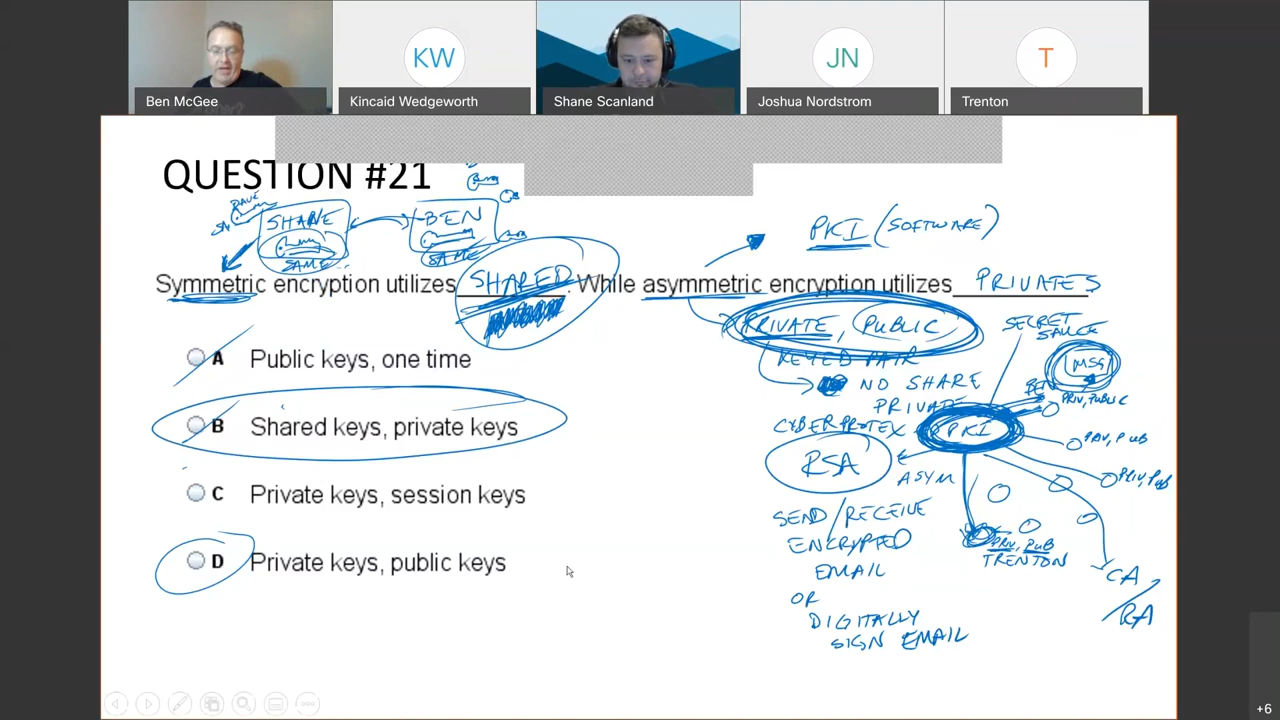 KW
JN
T
Ben McGee
Kincaid Wedgeworth
Shane Scanland
Joshua Nordstrom
Trenton
QUESTION #21
DAVE
SHANE
SAME
BEN
SAME
PKI (SOFTWARE)
Symmetric encryption utilizes SHARED. While asymmetric encryption utilizes PRIVATES
PRIVATE, PUBLIC
SECRET
SAUCE
A Public keys, one time
KEYED PAIR
MSG
NO SHARE
PRIVATE
BEN
PRIV, PUBLIC
B Shared keys, private keys
CYBERPROTEX
PKI
PRIV, PUB
RSA
ASYM
PRIV, PUB
C Private keys, session keys
SEND/RECEIVE
ENCRYPTED
EMAIL
PRIV, PUB
TRENTON
D Private keys, public keys
CA
/RA
OR
DIGITALLY
SIGN EMAIL
+6